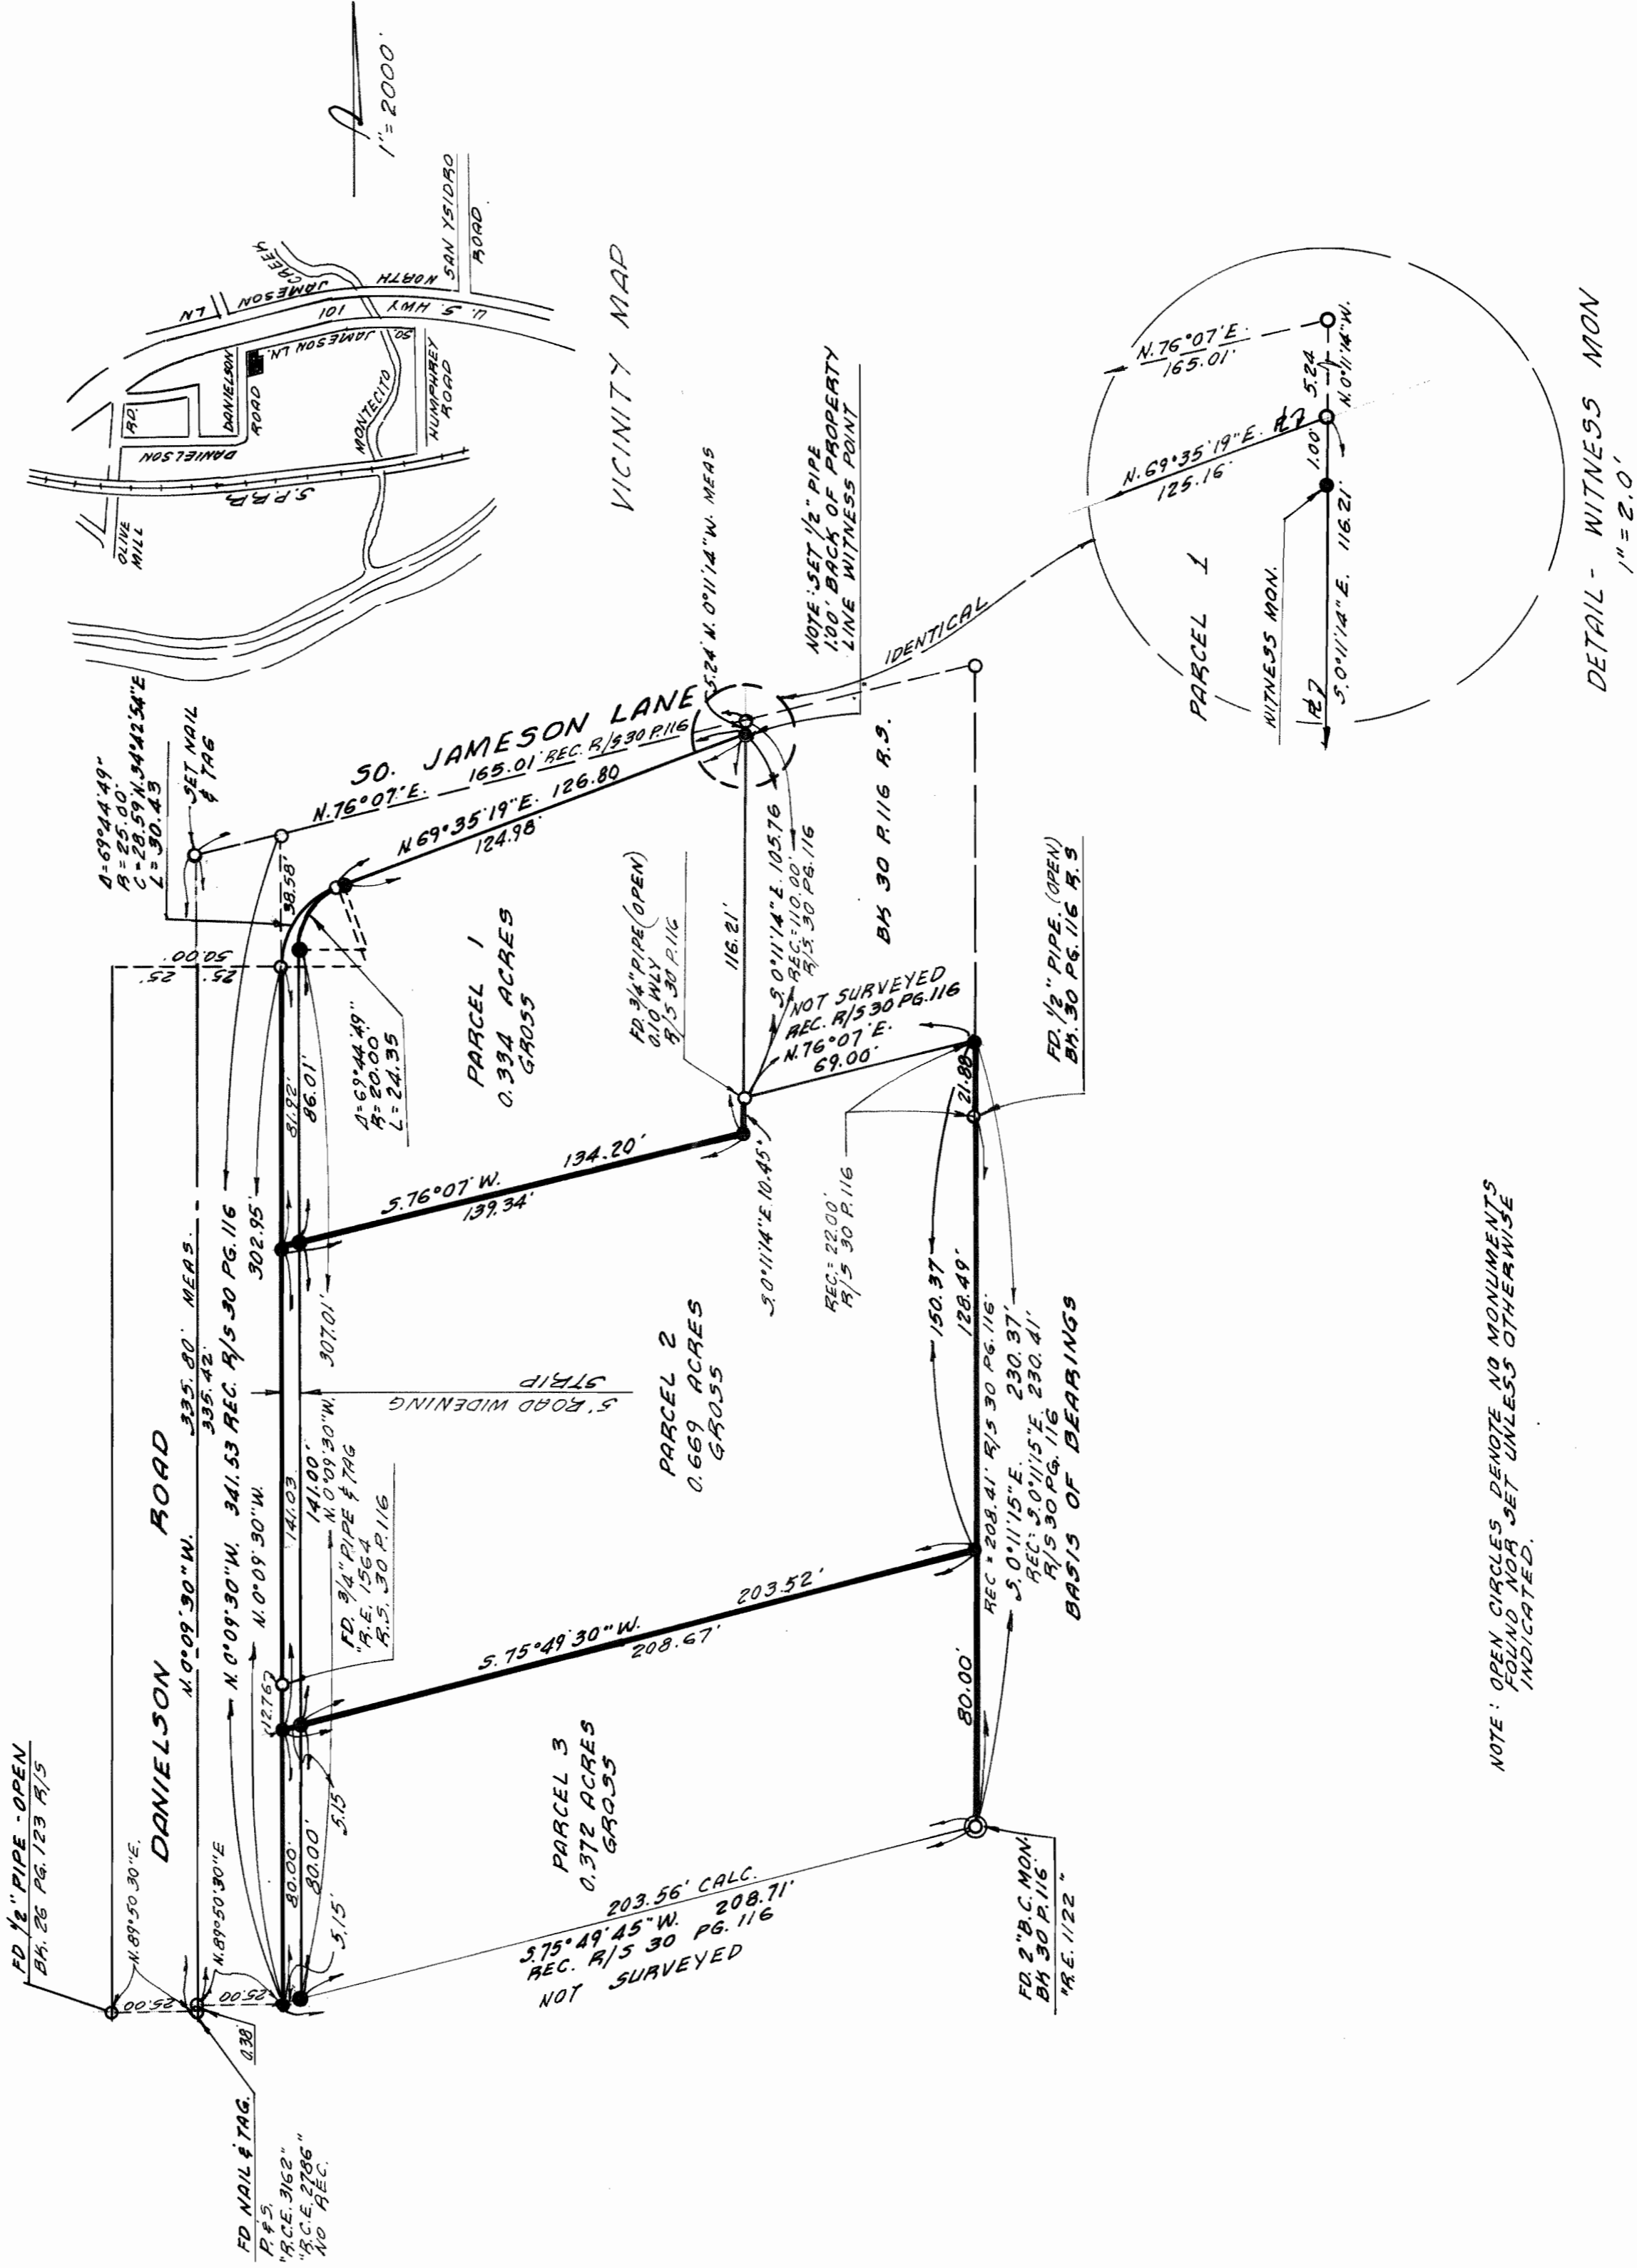 1"= 2000'
VICINITY MAP
SAN YSIDRO
ROAD
NORTH
JAMESON
LN
CREEK
U. S. HWY
101
SO.
JAMESON LN.
DANIELSON
ROAD
DANIELSON
RD.
MONTECITO
HUMPHREY
ROAD
S.P.R.R.
OLIVE
MILL
Δ=69°44'49"
R=25.00'
C=28.59'N.34°42'54"E
L=30.43
SET NAIL
& TAG
SO. JAMESON LANE
N.76°07'E. 165.01' REC. R/S 30 P.116
N.69°35'19"E. 126.80
124.98'
5.24' N. 0°11'14"W. MEAS
NOTE: SET 1/2" PIPE
1.00' BACK OF PROPERTY
LINE WITNESS POINT
IDENTICAL
38.58'
50.00'
25' 25'
PARCEL 1
0.334 ACRES
GROSS
Δ=69°44'49"
R=20.00'
L=24.35
81.92'
86.01'
FD. 3/4" PIPE (OPEN)
0.10 WLY
R/S 30 P.116
116.21'
S.0°11'14"E. 105.76
REC.=110.00'
R/S. 30 PG.116
BK 30 P.116 R.S.
NOT SURVEYED
REC. R/S 30 PG.116
N.76°07'E.
69.00'
FD. 1/2" PIPE. (OPEN)
BK. 30 PG. 116 R.S
21.88
S.76°07'W. 134.20'
139.34'
S.0°11'14"E. 10.45'
REC.= 22.00'
R/S 30 P.116
DANIELSON ROAD
N.0°09'30"W. 335.80' MEAS.
335.42'
N.0°09'30"W. 341.53 REC. R/S 30 PG.116
N.0°09'30"W. 302.95'
307.01'
N.0°09'30"W.
5' ROAD WIDENING
STRIP
141.03
141.00'
PARCEL 2
0.669 ACRES
GROSS
FD. 3/4" PIPE & TAG
"R.E. 1564
R.S. 30 P.116
12.76
150.37
128.49'
REC = 208.41' R/S 30 PG.116'
S.0°11'15"E. 230.37'
REC: S.0°11'15"E. 230.41'
R/S 30 PG. 116
BASIS OF BEARINGS
S.75°49'30"W. 203.52'
208.67'
80.00'
80.00'
80.00'
5.15
5.15'
PARCEL 3
0.372 ACRES
GROSS
203.56' CALC.
S.75°49'45"W. 208.71'
REC. R/S 30 PG. 116
NOT SURVEYED
FD. 2" B.C. MON.
BK 30 P.116
"R.E. 1122"
FD 1/2" PIPE - OPEN
BK. 26 PG. 123 R/S
N.89°50'30"E.
N.89°50'30"E
25.00
25.00
0.38'
FD NAIL & TAG.
P. & S.
"R.C.E. 3162"
"R.C.E. 2786"
NO REC.
N.76°07'E.
165.01'
N.69°35'19"E. PL
125.16'
5.24
N.0°11'14"W.
1.00'
PARCEL 1
WITNESS MON.
PL
S.0°11'14"E. 116.21'
DETAIL - WITNESS MON
1" = 2.0'
NOTE: OPEN CIRCLES DENOTE NO MONUMENTS
FOUND NOR SET UNLESS OTHERWISE
INDICATED.